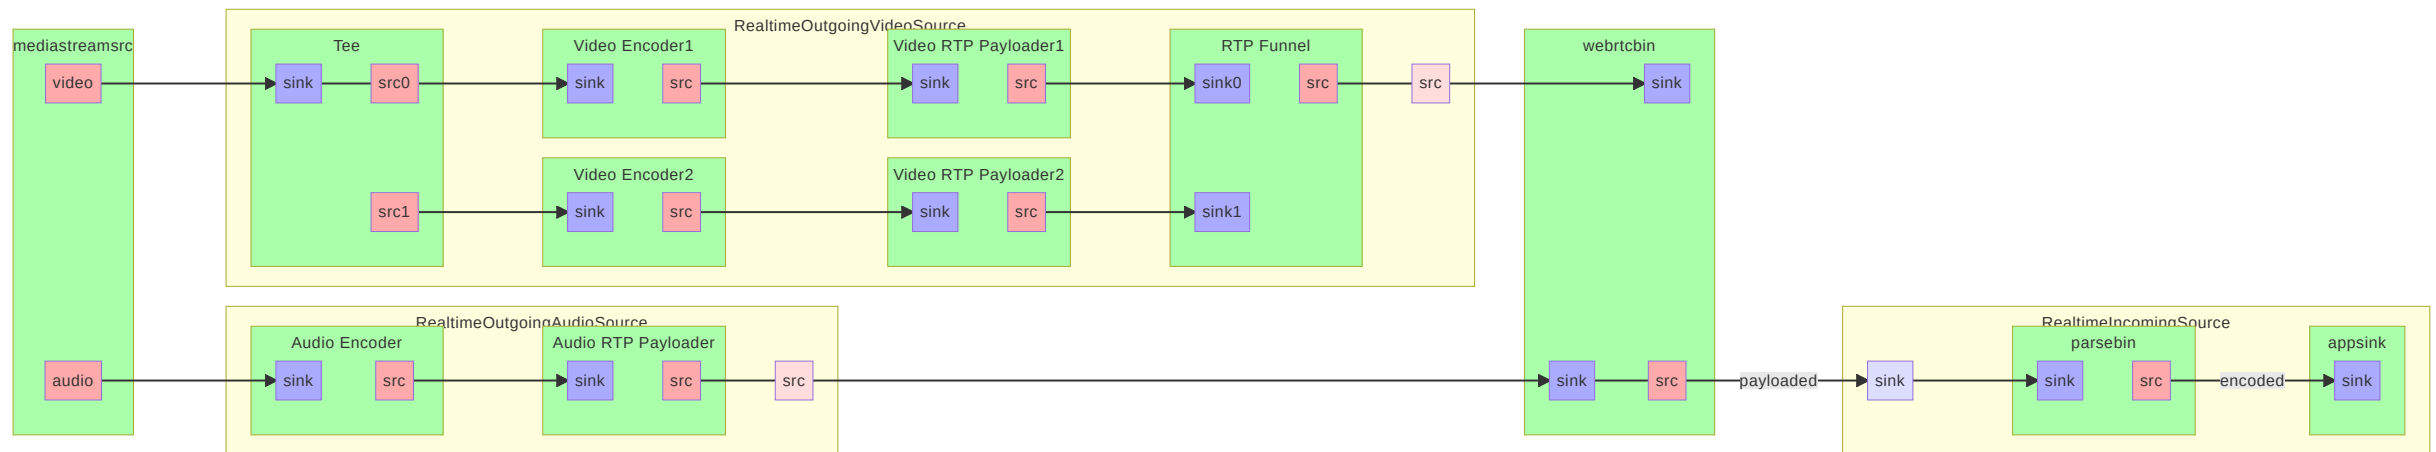 RealtimeOutgoingVideoSource
mediastreamsrc
Tee
Video Encoder1
Video RTP Payloader1
RTP Funnel
webrtcbin
video
sink
src0
sink
src
sink
src
sink0
src
src
sink
Video Encoder2
Video RTP Payloader2
src1
sink
src
sink
src
sink1
RealtimeOutgoingAudioSource
RealtimeIncomingSource
Audio Encoder
Audio RTP Payloader
parsebin
appsink
audio
sink
src
sink
src
src
sink
src
payloaded
sink
sink
src
encoded
sink